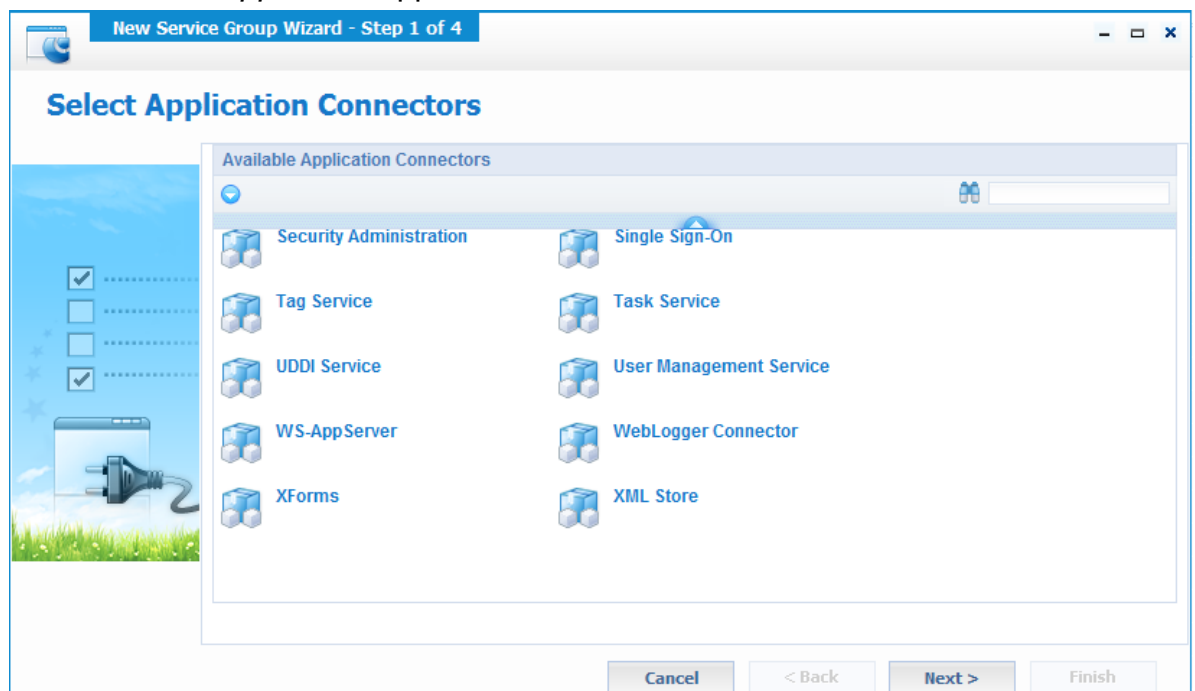 New Service Group Wizard - Step 1 of 4
Select Application Connectors
Available Application Connectors
Security Administration
Single Sign-On
Tag Service
Task Service
UDDI Service
User Management Service
WS-AppServer
WebLogger Connector
XForms
XML Store
Cancel
< Back
Next >
Finish